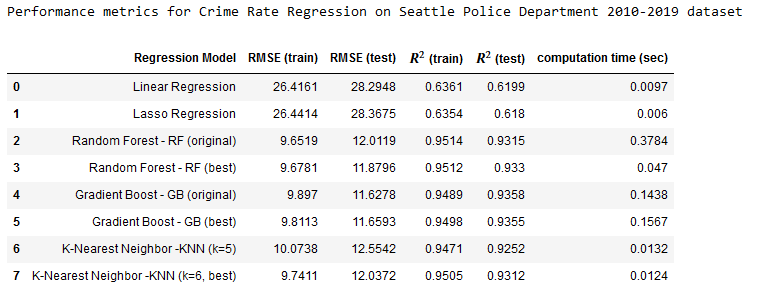 Performance metrics for Crime Rate Regression on Seattle Police Department 2010-2019 dataset
Regression Model RMSE (train) RMSE (test) R² (train) R² (test) computation time (sec)
0 Linear Regression 26.4161 28.2948 0.6361 0.6199 0.0097
1 Lasso Regression 26.4414 28.3675 0.6354 0.618 0.006
2 Random Forest - RF (original) 9.6519 12.0119 0.9514 0.9315 0.3784
3 Random Forest - RF (best) 9.6781 11.8796 0.9512 0.933 0.047
4 Gradient Boost - GB (original) 9.897 11.6278 0.9489 0.9358 0.1438
5 Gradient Boost - GB (best) 9.8113 11.6593 0.9498 0.9355 0.1567
6 K-Nearest Neighbor -KNN (k=5) 10.0738 12.5542 0.9471 0.9252 0.0132
7 K-Nearest Neighbor -KNN (k=6, best) 9.7411 12.0372 0.9505 0.9312 0.0124